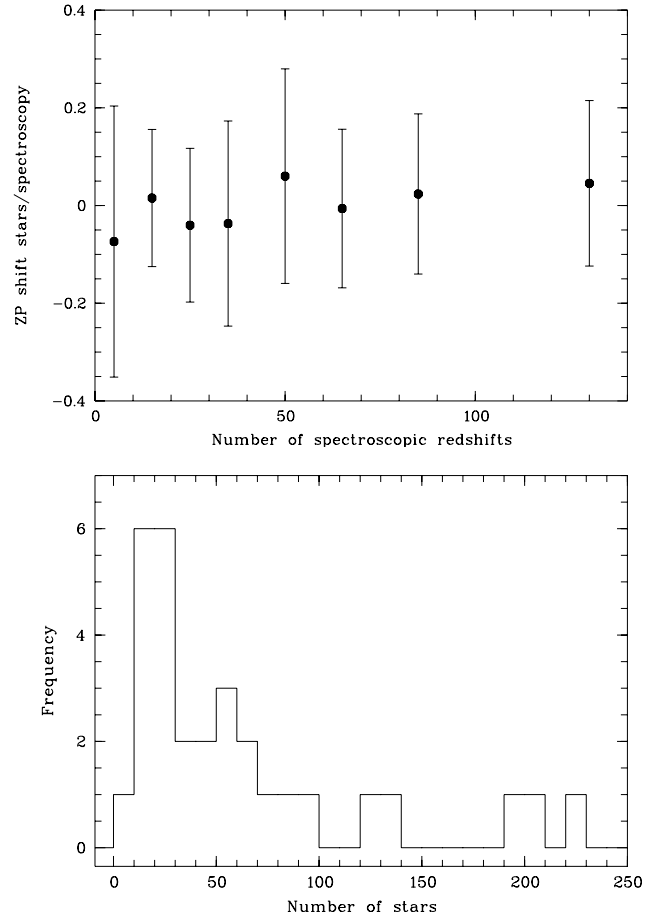 0.4
0.2
0
−0.2
−0.4
ZP shift stars/spectroscopy
0 50 100
Number of spectroscopic redshifts
6
4
2
0
Frequency
0 50 100 150 200 250
Number of stars